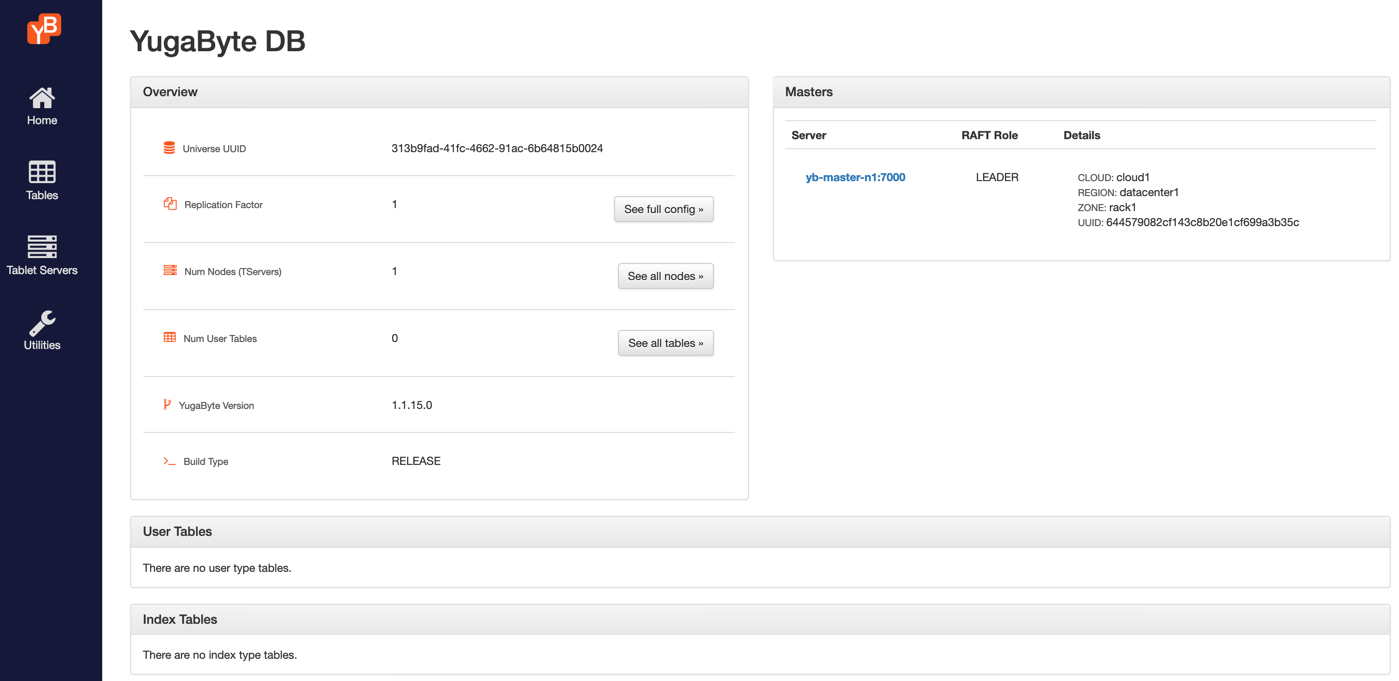 YB
Home
Tables
Tablet Servers
Utilities
YugaByte DB
Overview
Universe UUID 313b9fad-41fc-4662-91ac-6b64815b0024
Replication Factor 1 See full config »
Num Nodes (TServers) 1 See all nodes »
Num User Tables 0 See all tables »
YugaByte Version 1.1.15.0
Build Type RELEASE
Masters
Server RAFT Role Details
yb-master-n1:7000 LEADER CLOUD: cloud1
REGION: datacenter1
ZONE: rack1
UUID: 644579082cf143c8b20e1cf699a3b35c
User Tables
There are no user type tables.
Index Tables
There are no index type tables.